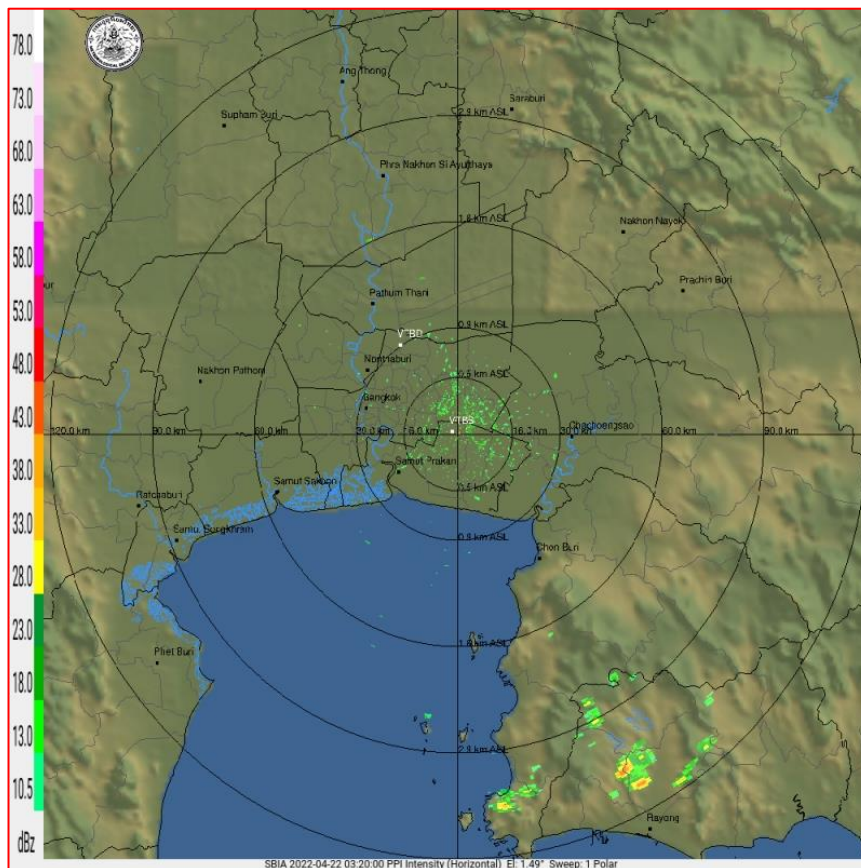 78.0
73.0
68.0
63.0
58.0
53.0
48.0
43.0
38.0
33.0
28.0
23.0
18.0
13.0
10.5
dBz
Ang Thong
Saraburi
2.9 km ASL
Suphan Buri
Phra Nakhon Si Ayutthaya
1.8 km ASL
Nakhon Nayok
Prachin Buri
Pathum Thani
0.9 km ASL
VTBD
Nonthaburi
0.5 km ASL
Nakhon Pathom
Bangkok
VTBS
120.0 km
90.0 km
60.0 km
30.0 km
16.0 km
16.2 km
30.0 km
60.0 km
90.0 km
Chachoengsao
Samut Prakan
0.5 km ASL
Samut Sakhon
Ratchaburi
Samut Songkhram
0.9 km ASL
Chon Buri
1.8 km ASL
Phet Buri
2.9 km ASL
Rayong
SBIA 2022-04-22 03:20:00 PPI Intensity (Horizontal) El: 1.49° Sweep: 1 Polar